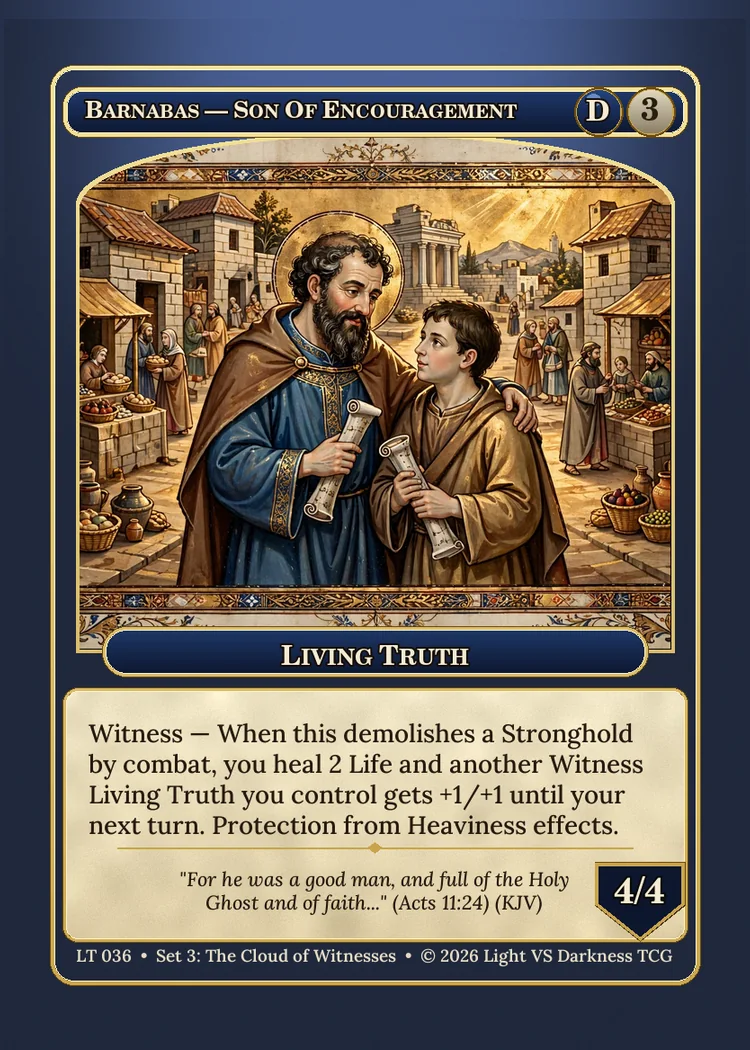 Barnabas — Son Of Encouragement D 3
Living Truth
Witness — When this demolishes a Stronghold
by combat, you heal 2 Life and another Witness
Living Truth you control gets +1/+1 until your
next turn. Protection from Heaviness effects.
"For he was a good man, and full of the Holy
Ghost and of faith..." (Acts 11:24) (KJV)
4/4
LT 036 • Set 3: The Cloud of Witnesses • © 2026 Light VS Darkness TCG